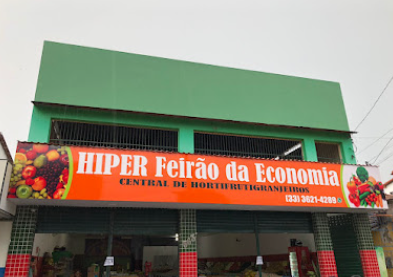 HIPER Feirão da Economia
CENTRAL DE HORTIFRUTIGRANJEIROS
(33) 3621-4289